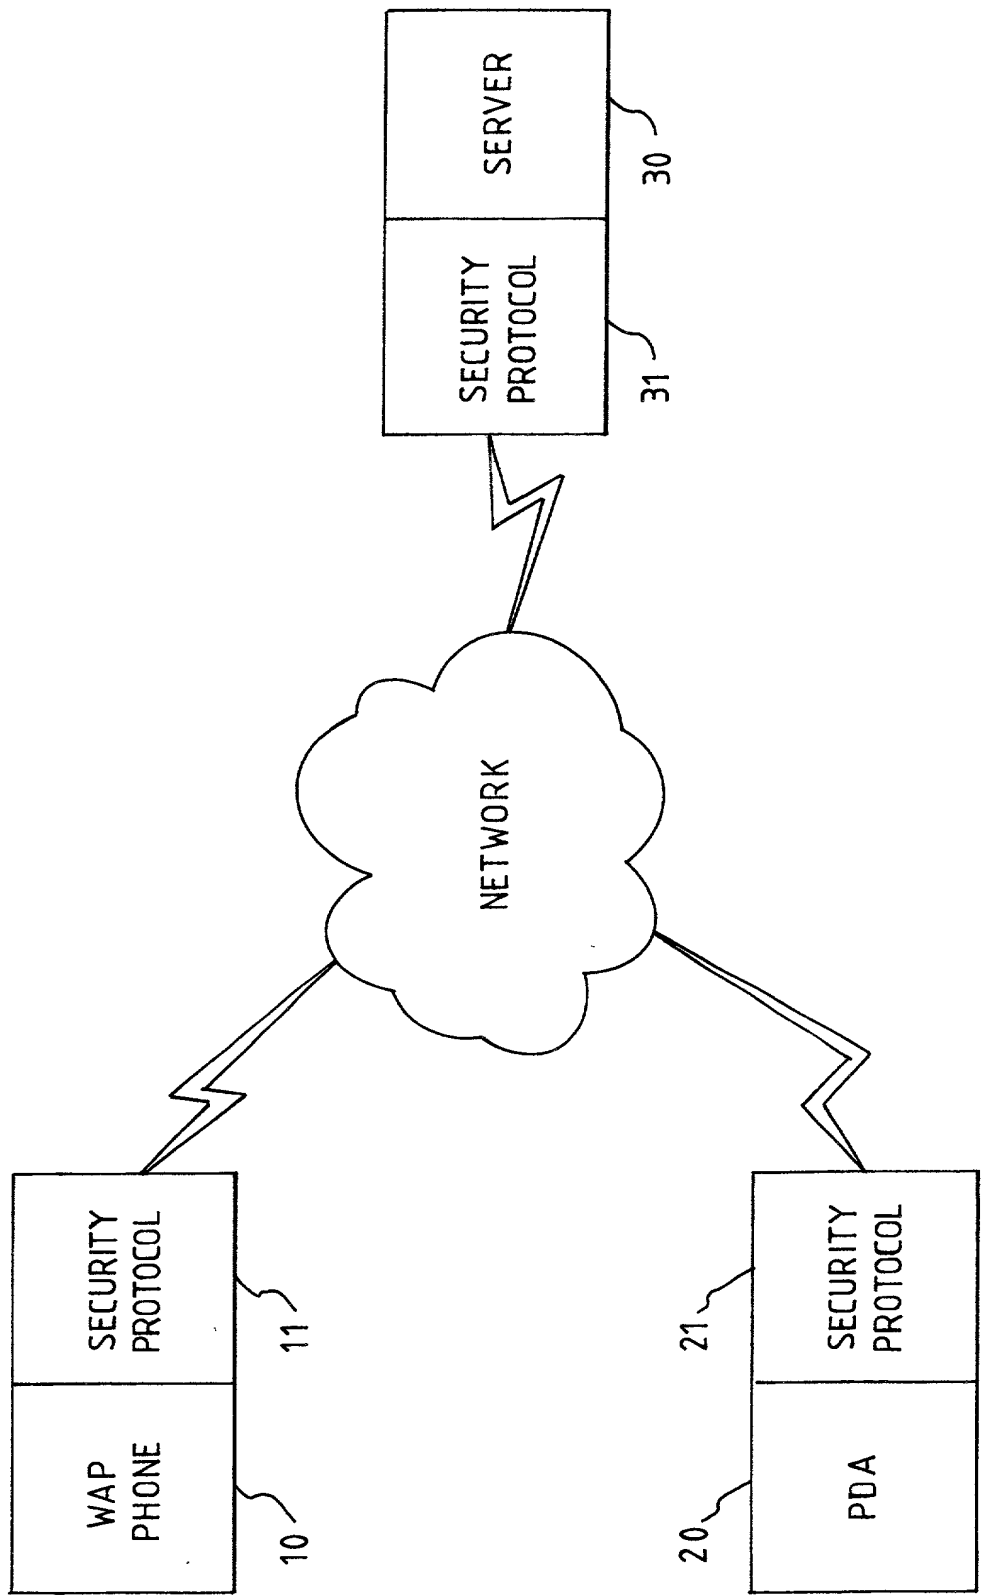 WAP
PHONE
SECURITY
PROTOCOL
10
11
NETWORK
SECURITY
PROTOCOL
SERVER
31
30
20
21
PDA
SECURITY
PROTOCOL